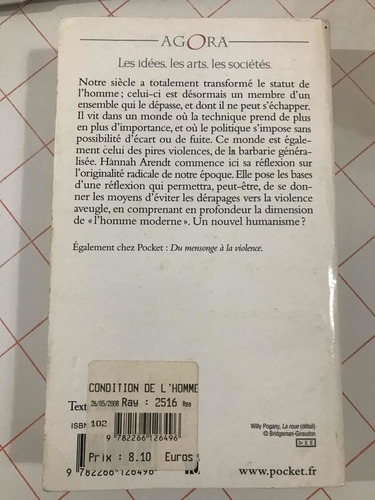 AGORA
Les idées, les arts, les sociétés.
Notre siècle a totalement transformé le statut de
l'homme ; celui-ci est désormais un membre d'un
ensemble qui le dépasse, et dont il ne peut s'échapper.
Il vit dans un monde où la technique prend de plus
en plus d'importance, et où le politique s'impose sans
possibilité d'écart ou de fuite. Ce monde est égale-
ment celui des pires violences, de la barbarie généra-
lisée. Hannah Arendt commence ici sa réflexion sur
l'originalité radicale de notre époque. Elle pose les bases
d'une réflexion qui permettra, peut-être, de se don-
ner les moyens d'éviter les dérapages vers la violence
aveugle, en comprenant en profondeur la dimension
de « l'homme moderne ». Un nouvel humanisme ?
Également chez Pocket : Du mensonge à la violence.
CONDITION DE L'HOMME
26/05/2008 Ray : 2516
Text
ISBN
102
9 782266 126496
Prix : 8.10 Euros
9 782266 126496
Willy Pogany, La roue (détail)
© Bridgeman-Giraudon
www.pocket.fr